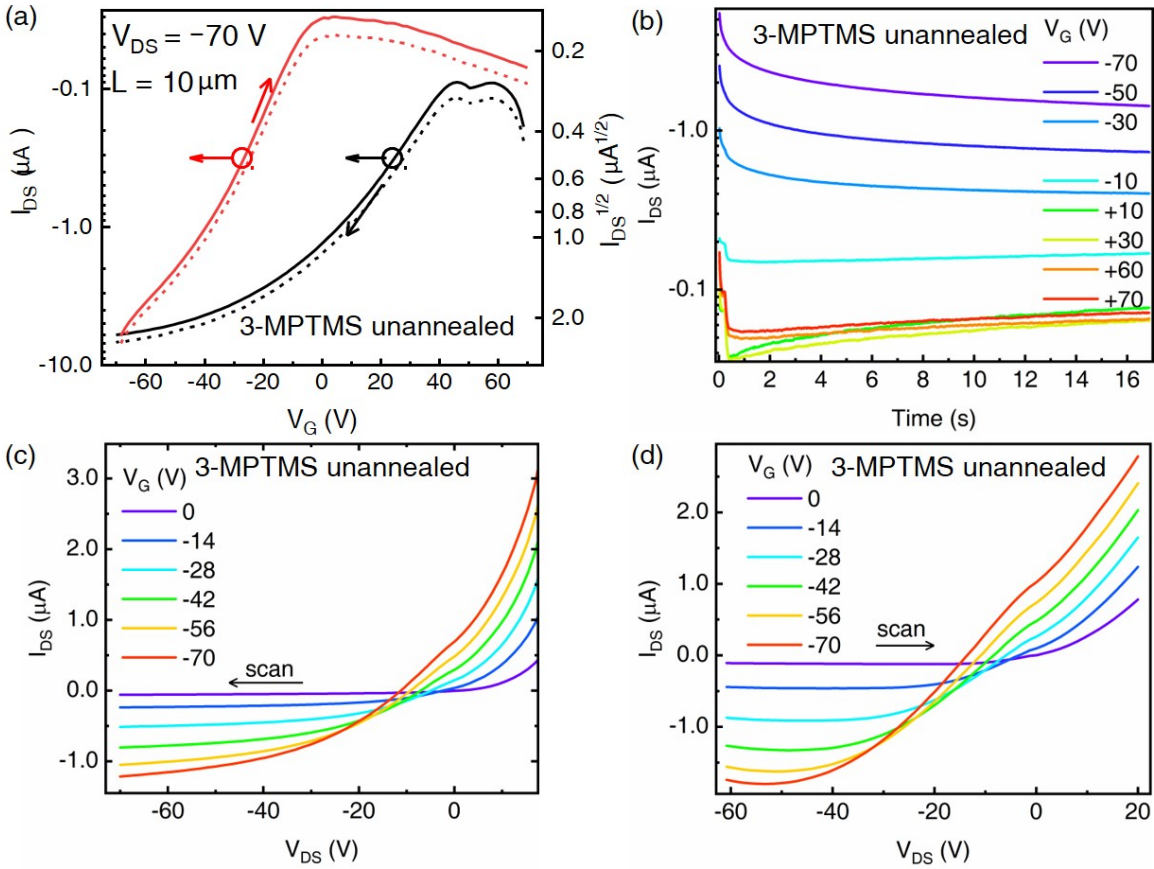 (a)
V_DS = −70 V
L = 10 μm
3-MPTMS unannealed
I_DS (μA)
-0.1
-1.0
-10.0
I_DS^1/2 (μA^1/2)
0.2
0.4
0.6
0.8
1.0
2.0
-60 -40 -20 0 20 40 60
V_G (V)
(b)
3-MPTMS unannealed
V_G (V)
-70
-50
-30
-10
+10
+30
+60
+70
I_DS (μA)
-1.0
-0.1
0 2 4 6 8 10 12 14 16
Time (s)
(c)
3-MPTMS unannealed
V_G (V)
0
-14
-28
-42
-56
-70
scan
I_DS (μA)
3.0
2.0
1.0
0.0
-1.0
-60 -40 -20 0
V_DS (V)
(d)
3-MPTMS unannealed
V_G (V)
0
-14
-28
-42
-56
-70
scan
I_DS (μA)
2.0
1.0
0.0
-1.0
-60 -40 -20 0 20
V_DS (V)